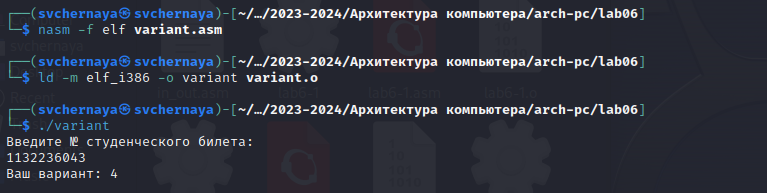 ┌──(svchernaya㉿svchernaya)-[~/…/2023-2024/Архитектура компьютера/arch-pc/lab06]
└─$ nasm -f elf variant.asm
┌──(svchernaya㉿svchernaya)-[~/…/2023-2024/Архитектура компьютера/arch-pc/lab06]
└─$ ld -m elf_i386 -o variant variant.o
┌──(svchernaya㉿svchernaya)-[~/…/2023-2024/Архитектура компьютера/arch-pc/lab06]
└─$ ./variant
Введите № студенческого билета:
1132236043
Ваш вариант: 4